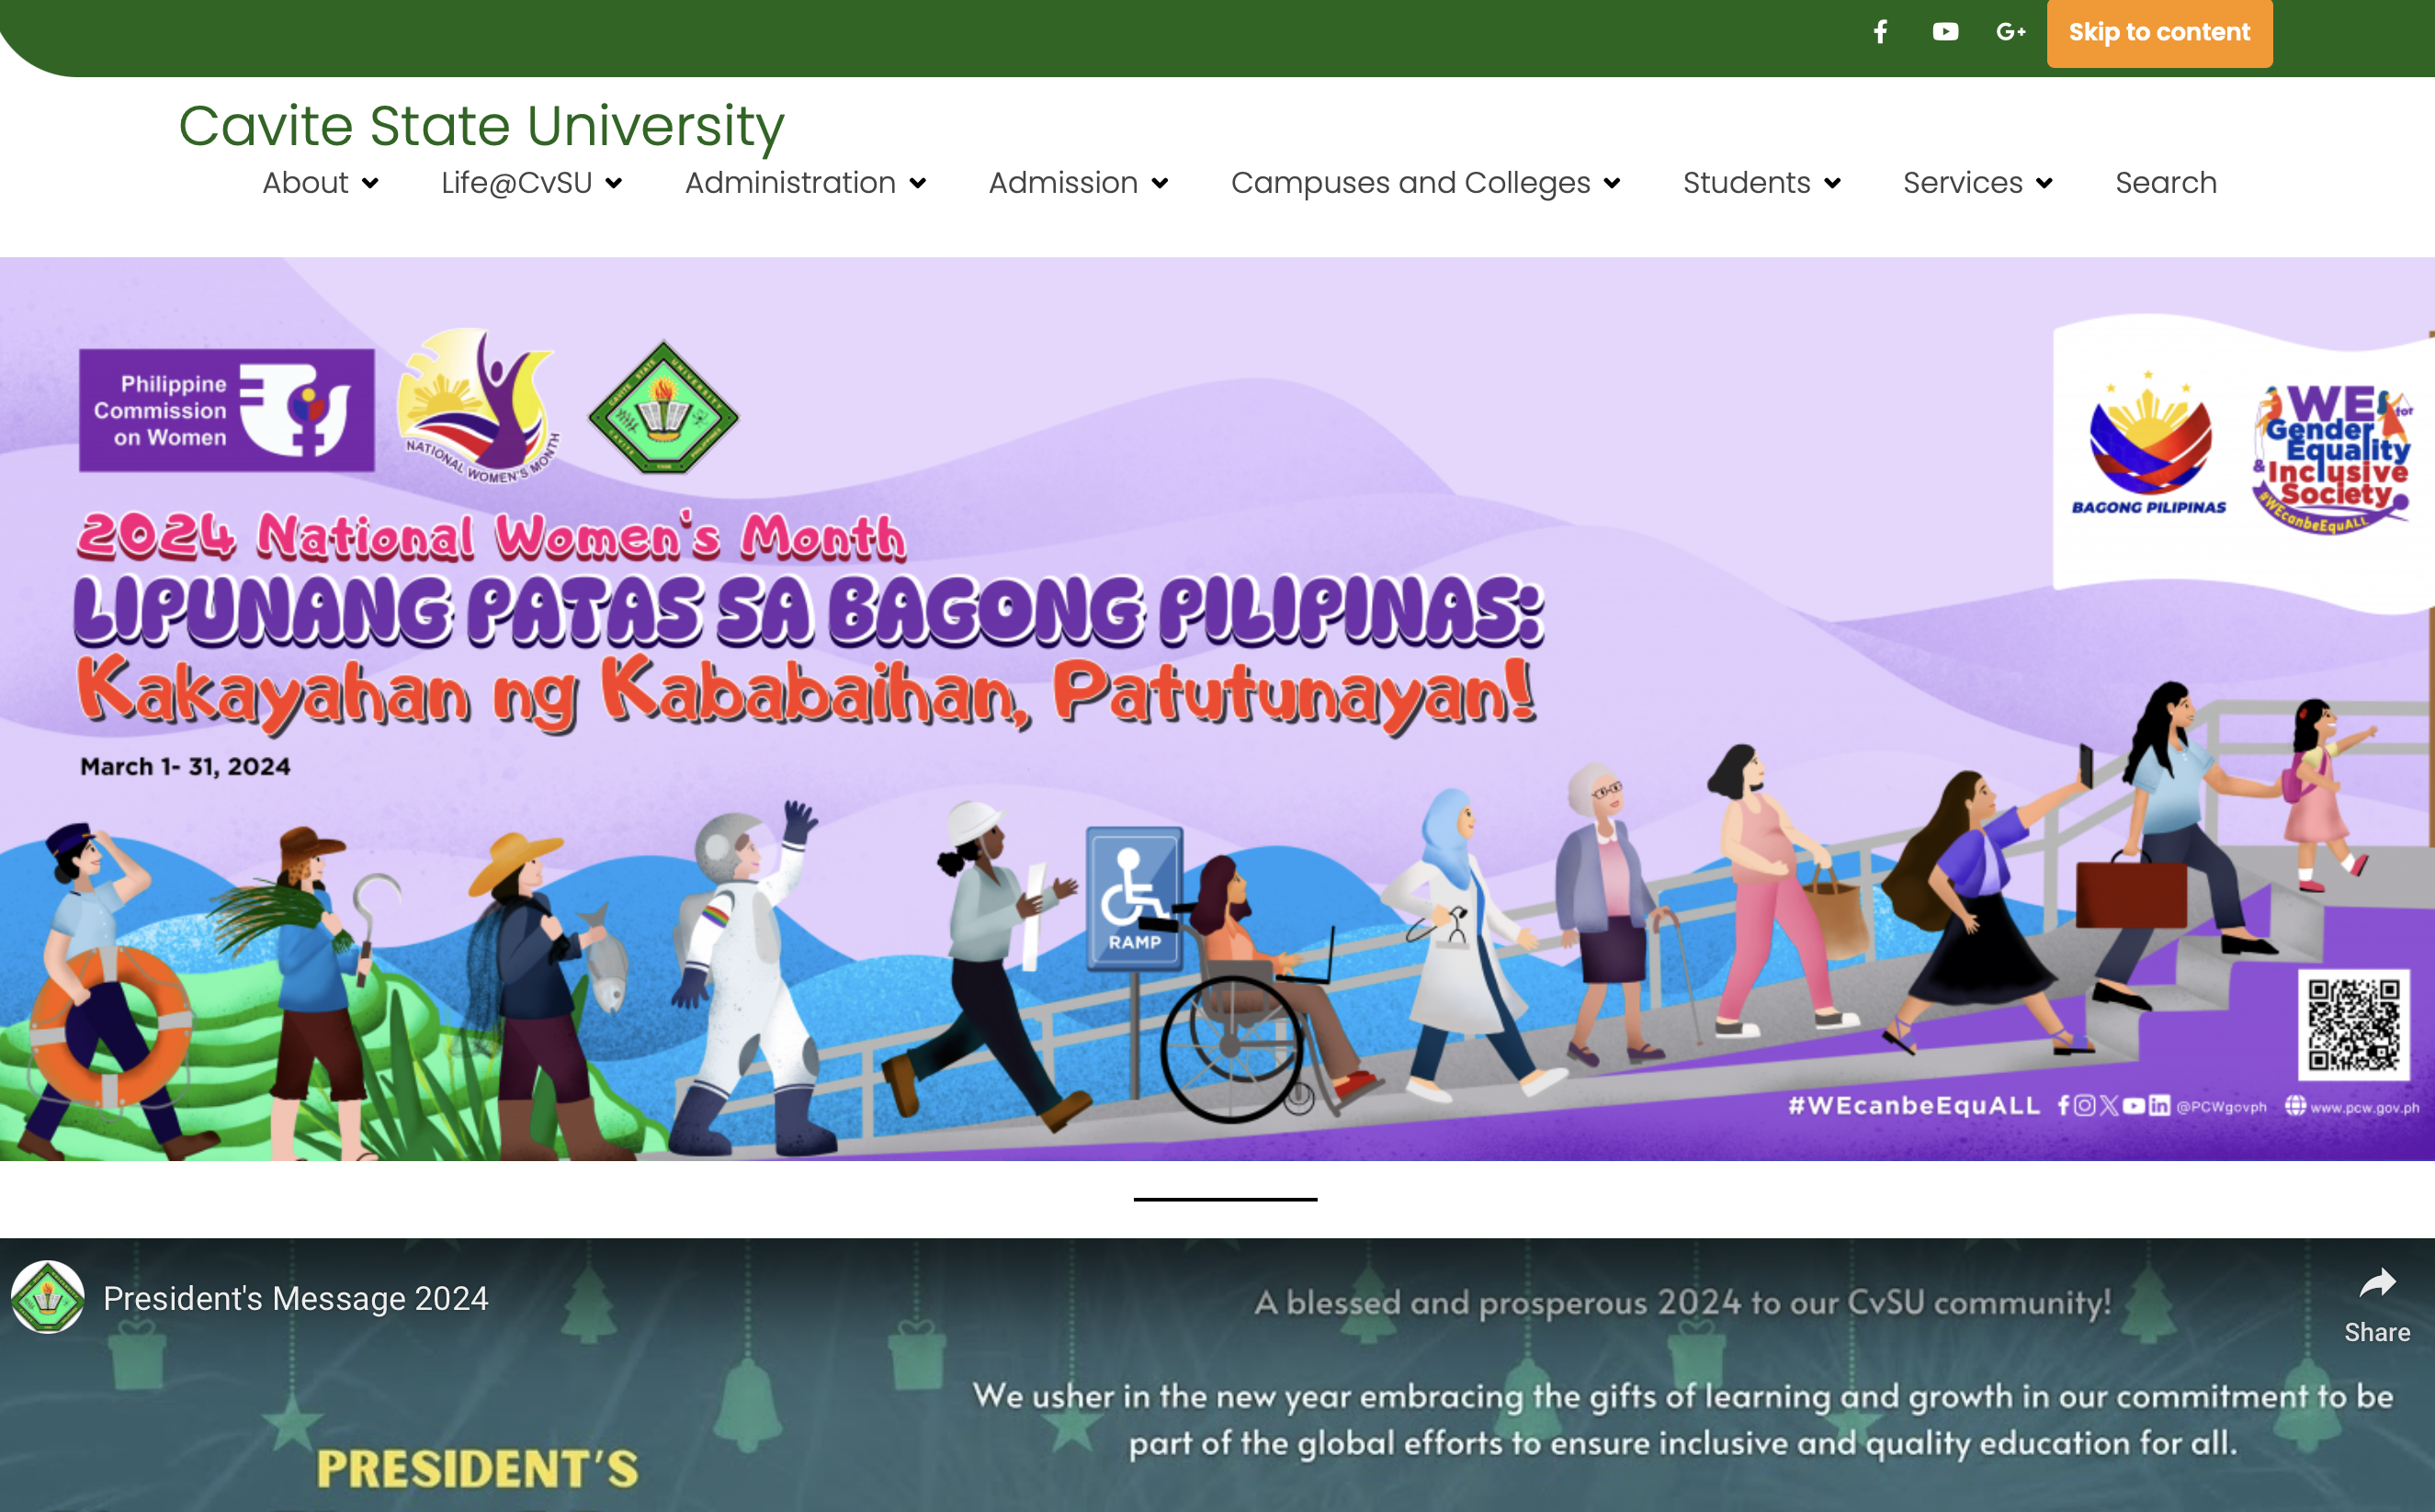 G+
Skip to content
Cavite State University
About
Life@CvSU
Administration
Admission
Campuses and Colleges
Students
Services
Search
Philippine
Commission
on Women
NATIONAL WOMEN'S MONTH
CAVITE STATE UNIVERSITY
BAGONG PILIPINAS
WE for
Gender
Equality
& Inclusive
Society
#WEcanbeEquALL
2024 National Women's Month
LIPUNANG PATAS SA BAGONG PILIPINAS:
Kakayahan ng Kababaihan, Patutunayan!
March 1- 31, 2024
RAMP
#WEcanbeEquALL @PCWgovph www.pcw.gov.ph
President's Message 2024
A blessed and prosperous 2024 to our CvSU community!
Share
We usher in the new year embracing the gifts of learning and growth in our commitment to be
part of the global efforts to ensure inclusive and quality education for all.
PRESIDENT'S